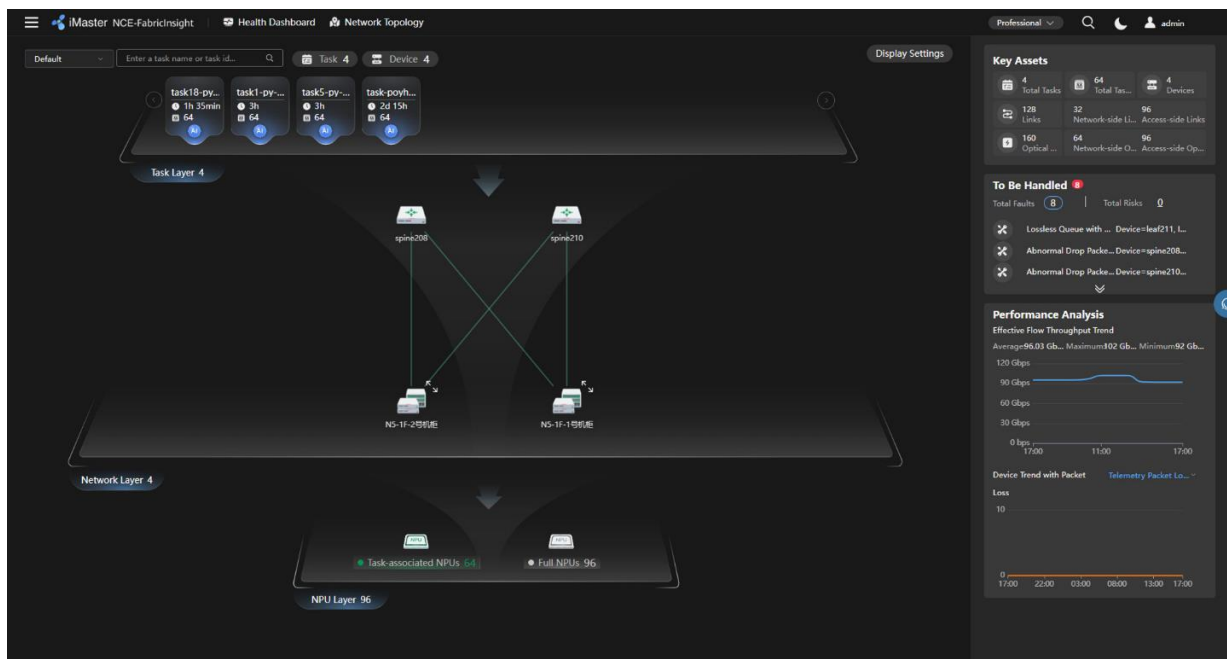 iMaster NCE-FabricInsight Health Dashboard Network Topology Professional admin
Default Enter a task name or task id... Task 4 Device 4 Display Settings
task18-py... task1-py-... task5-py-... task-poyh...
1h 35min 3h 3h 2d 15h
64 64 64 64
AI AI AI AI
Task Layer 4
spine208 spine210
N5-1F-2号机柜 N5-1F-1号机柜
Network Layer 4
NPU NPU
Task-associated NPUs 64 Full NPUs 96
NPU Layer 96
Key Assets
4 64 4
Total Tasks Total Tas... Devices
128 32 96
Links Network-side Li... Access-side Links
160 64 96
Optical ... Network-side O... Access-side Op...
To Be Handled 8
Total Faults 8 Total Risks 0
Lossless Queue with ... Device=leaf211, I...
Abnormal Drop Packe... Device=spine208...
Abnormal Drop Packe... Device=spine210...
Performance Analysis
Effective Flow Throughput Trend
Average96.03 Gb... Maximum102 Gb... Minimum92 Gb...
120 Gbps
90 Gbps
60 Gbps
30 Gbps
0 bps
17:00 11:00 17:00
Device Trend with Packet Telemetry Packet Lo...
Loss
10
0
17:00 22:00 03:00 08:00 13:00 17:00